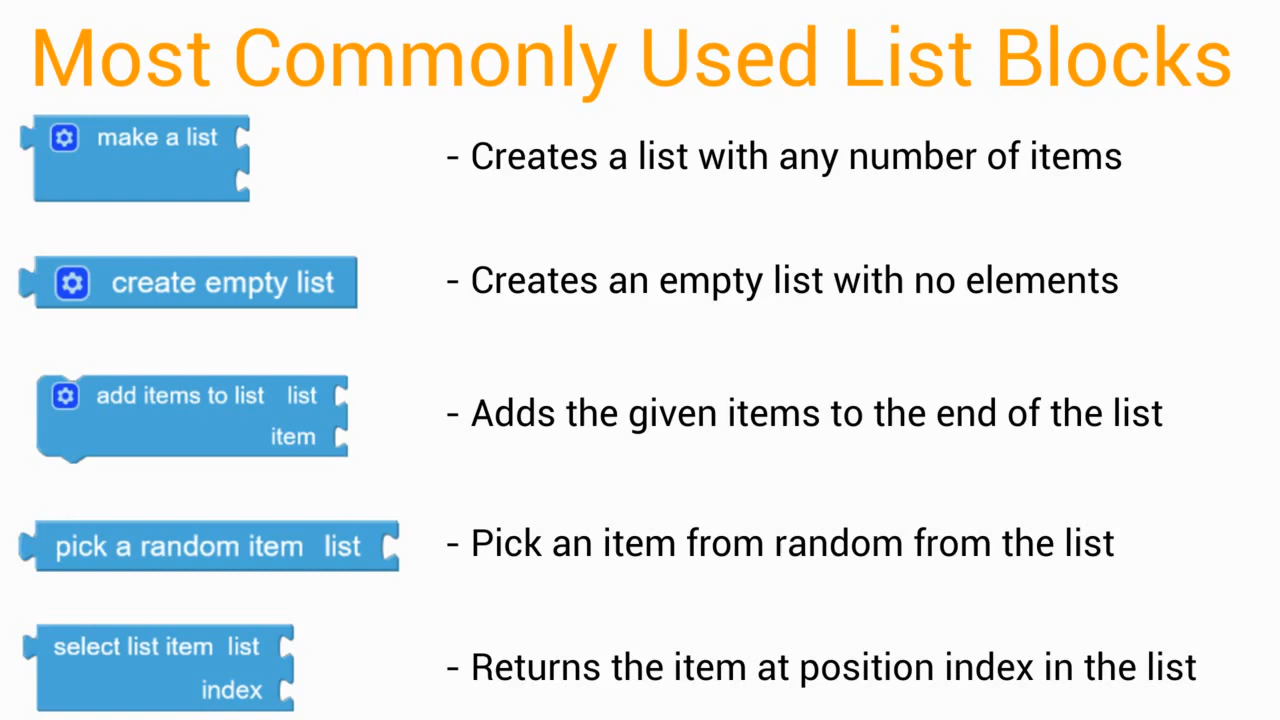 Most Commonly Used List Blocks
make a list
- Creates a list with any number of items
create empty list
- Creates an empty list with no elements
add items to list list
item
- Adds the given items to the end of the list
pick a random item list
- Pick an item from random from the list
select list item list
index
- Returns the item at position index in the list